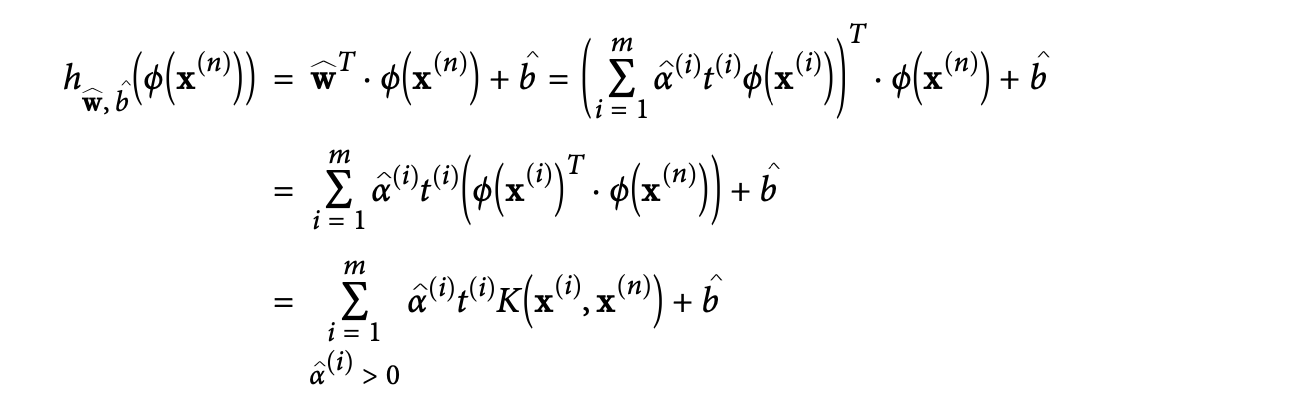 h_{ŵ, b̂}(ϕ(x^{(n)})) = ŵ^T · ϕ(x^{(n)}) + b̂ = (∑_{i = 1}^{m} α̂^{(i)}t^{(i)}ϕ(x^{(i)}))^T · ϕ(x^{(n)}) + b̂
= ∑_{i = 1}^{m} α̂^{(i)}t^{(i)}(ϕ(x^{(i)})^T · ϕ(x^{(n)})) + b̂
= ∑_{i = 1, α̂^{(i)} > 0}^{m} α̂^{(i)}t^{(i)}K(x^{(i)}, x^{(n)}) + b̂